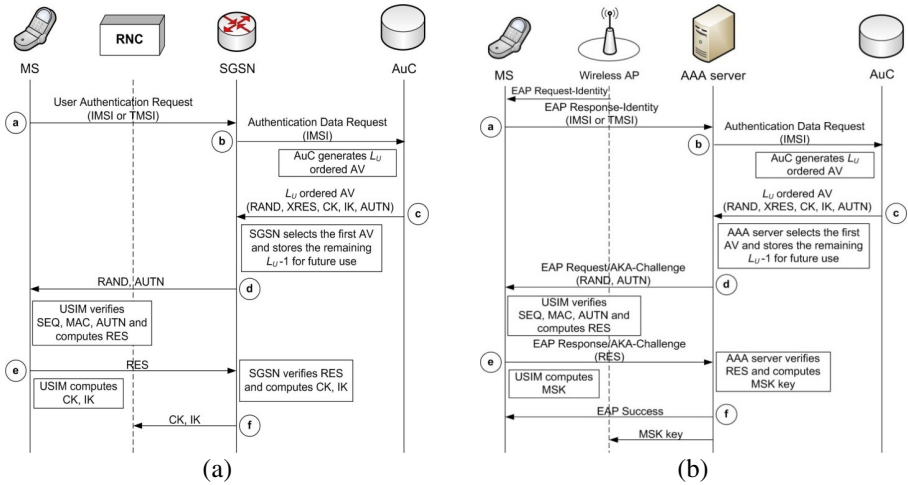 RNC
MS
SGSN
AuC
User Authentication Request
(IMSI or TMSI)
a
Authentication Data Request
(IMSI)
b
AuC generates LU
ordered AV
LU ordered AV
(RAND, XRES, CK, IK, AUTN)
c
SGSN selects the first AV
and stores the remaining
LU-1 for future use
RAND, AUTN
d
USIM verifies
SEQ, MAC, AUTN and
computes RES
e
RES
SGSN verifies RES
and computes CK, IK
USIM computes
CK, IK
CK, IK
f
(a)
MS
Wireless AP
AAA server
AuC
EAP Request-Identity
EAP Response-Identity
(IMSI or TMSI)
a
Authentication Data Request
(IMSI)
b
AuC generates LU
ordered AV
LU ordered AV
(RAND, XRES, CK, IK, AUTN)
c
AAA server selects the first
AV and stores the remaining
LU-1 for future use
EAP Request/AKA-Challenge
(RAND, AUTN)
d
USIM verifies
SEQ, MAC, AUTN and
computes RES
EAP Response/AKA-Challenge
(RES)
e
AAA server verifies
RES and computes
MSK key
USIM computes
MSK
EAP Success
f
MSK key
(b)